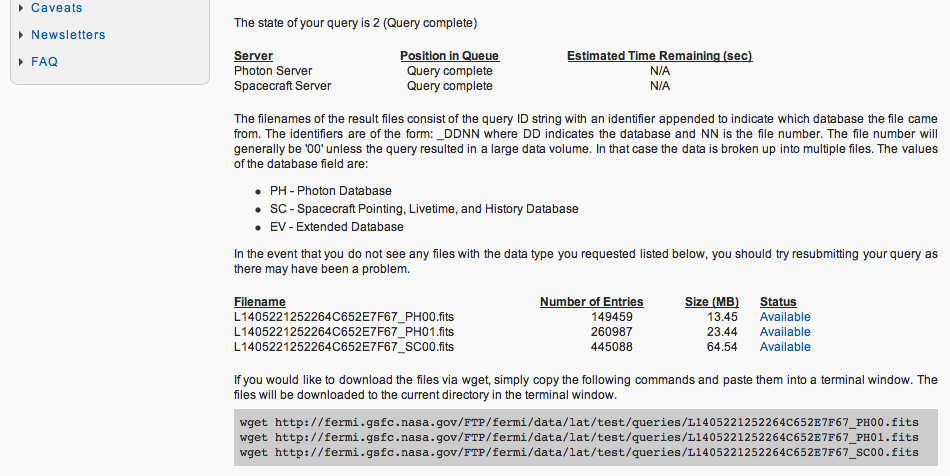 Caveats
Newsletters
FAQ
The state of your query is 2 (Query complete)
Server Position in Queue Estimated Time Remaining (sec)
Photon Server Query complete N/A
Spacecraft Server Query complete N/A
The filenames of the result files consist of the query ID string with an identifier appended to indicate which database the file came
from. The identifiers are of the form: _DDNN where DD indicates the database and NN is the file number. The file number will
generally be '00' unless the query resulted in a large data volume. In that case the data is broken up into multiple files. The values
of the database field are:
• PH - Photon Database
• SC - Spacecraft Pointing, Livetime, and History Database
• EV - Extended Database
In the event that you do not see any files with the data type you requested listed below, you should try resubmitting your query as
there may have been a problem.
Filename Number of Entries Size (MB) Status
L1405221252264C652E7F67_PH00.fits 149459 13.45 Available
L1405221252264C652E7F67_PH01.fits 260987 23.44 Available
L1405221252264C652E7F67_SC00.fits 445088 64.54 Available
If you would like to download the files via wget, simply copy the following commands and paste them into a terminal window. The
files will be downloaded to the current directory in the terminal window.
wget http://fermi.gsfc.nasa.gov/FTP/fermi/data/lat/test/queries/L1405221252264C652E7F67_PH00.fits
wget http://fermi.gsfc.nasa.gov/FTP/fermi/data/lat/test/queries/L1405221252264C652E7F67_PH01.fits
wget http://fermi.gsfc.nasa.gov/FTP/fermi/data/lat/test/queries/L1405221252264C652E7F67_SC00.fits